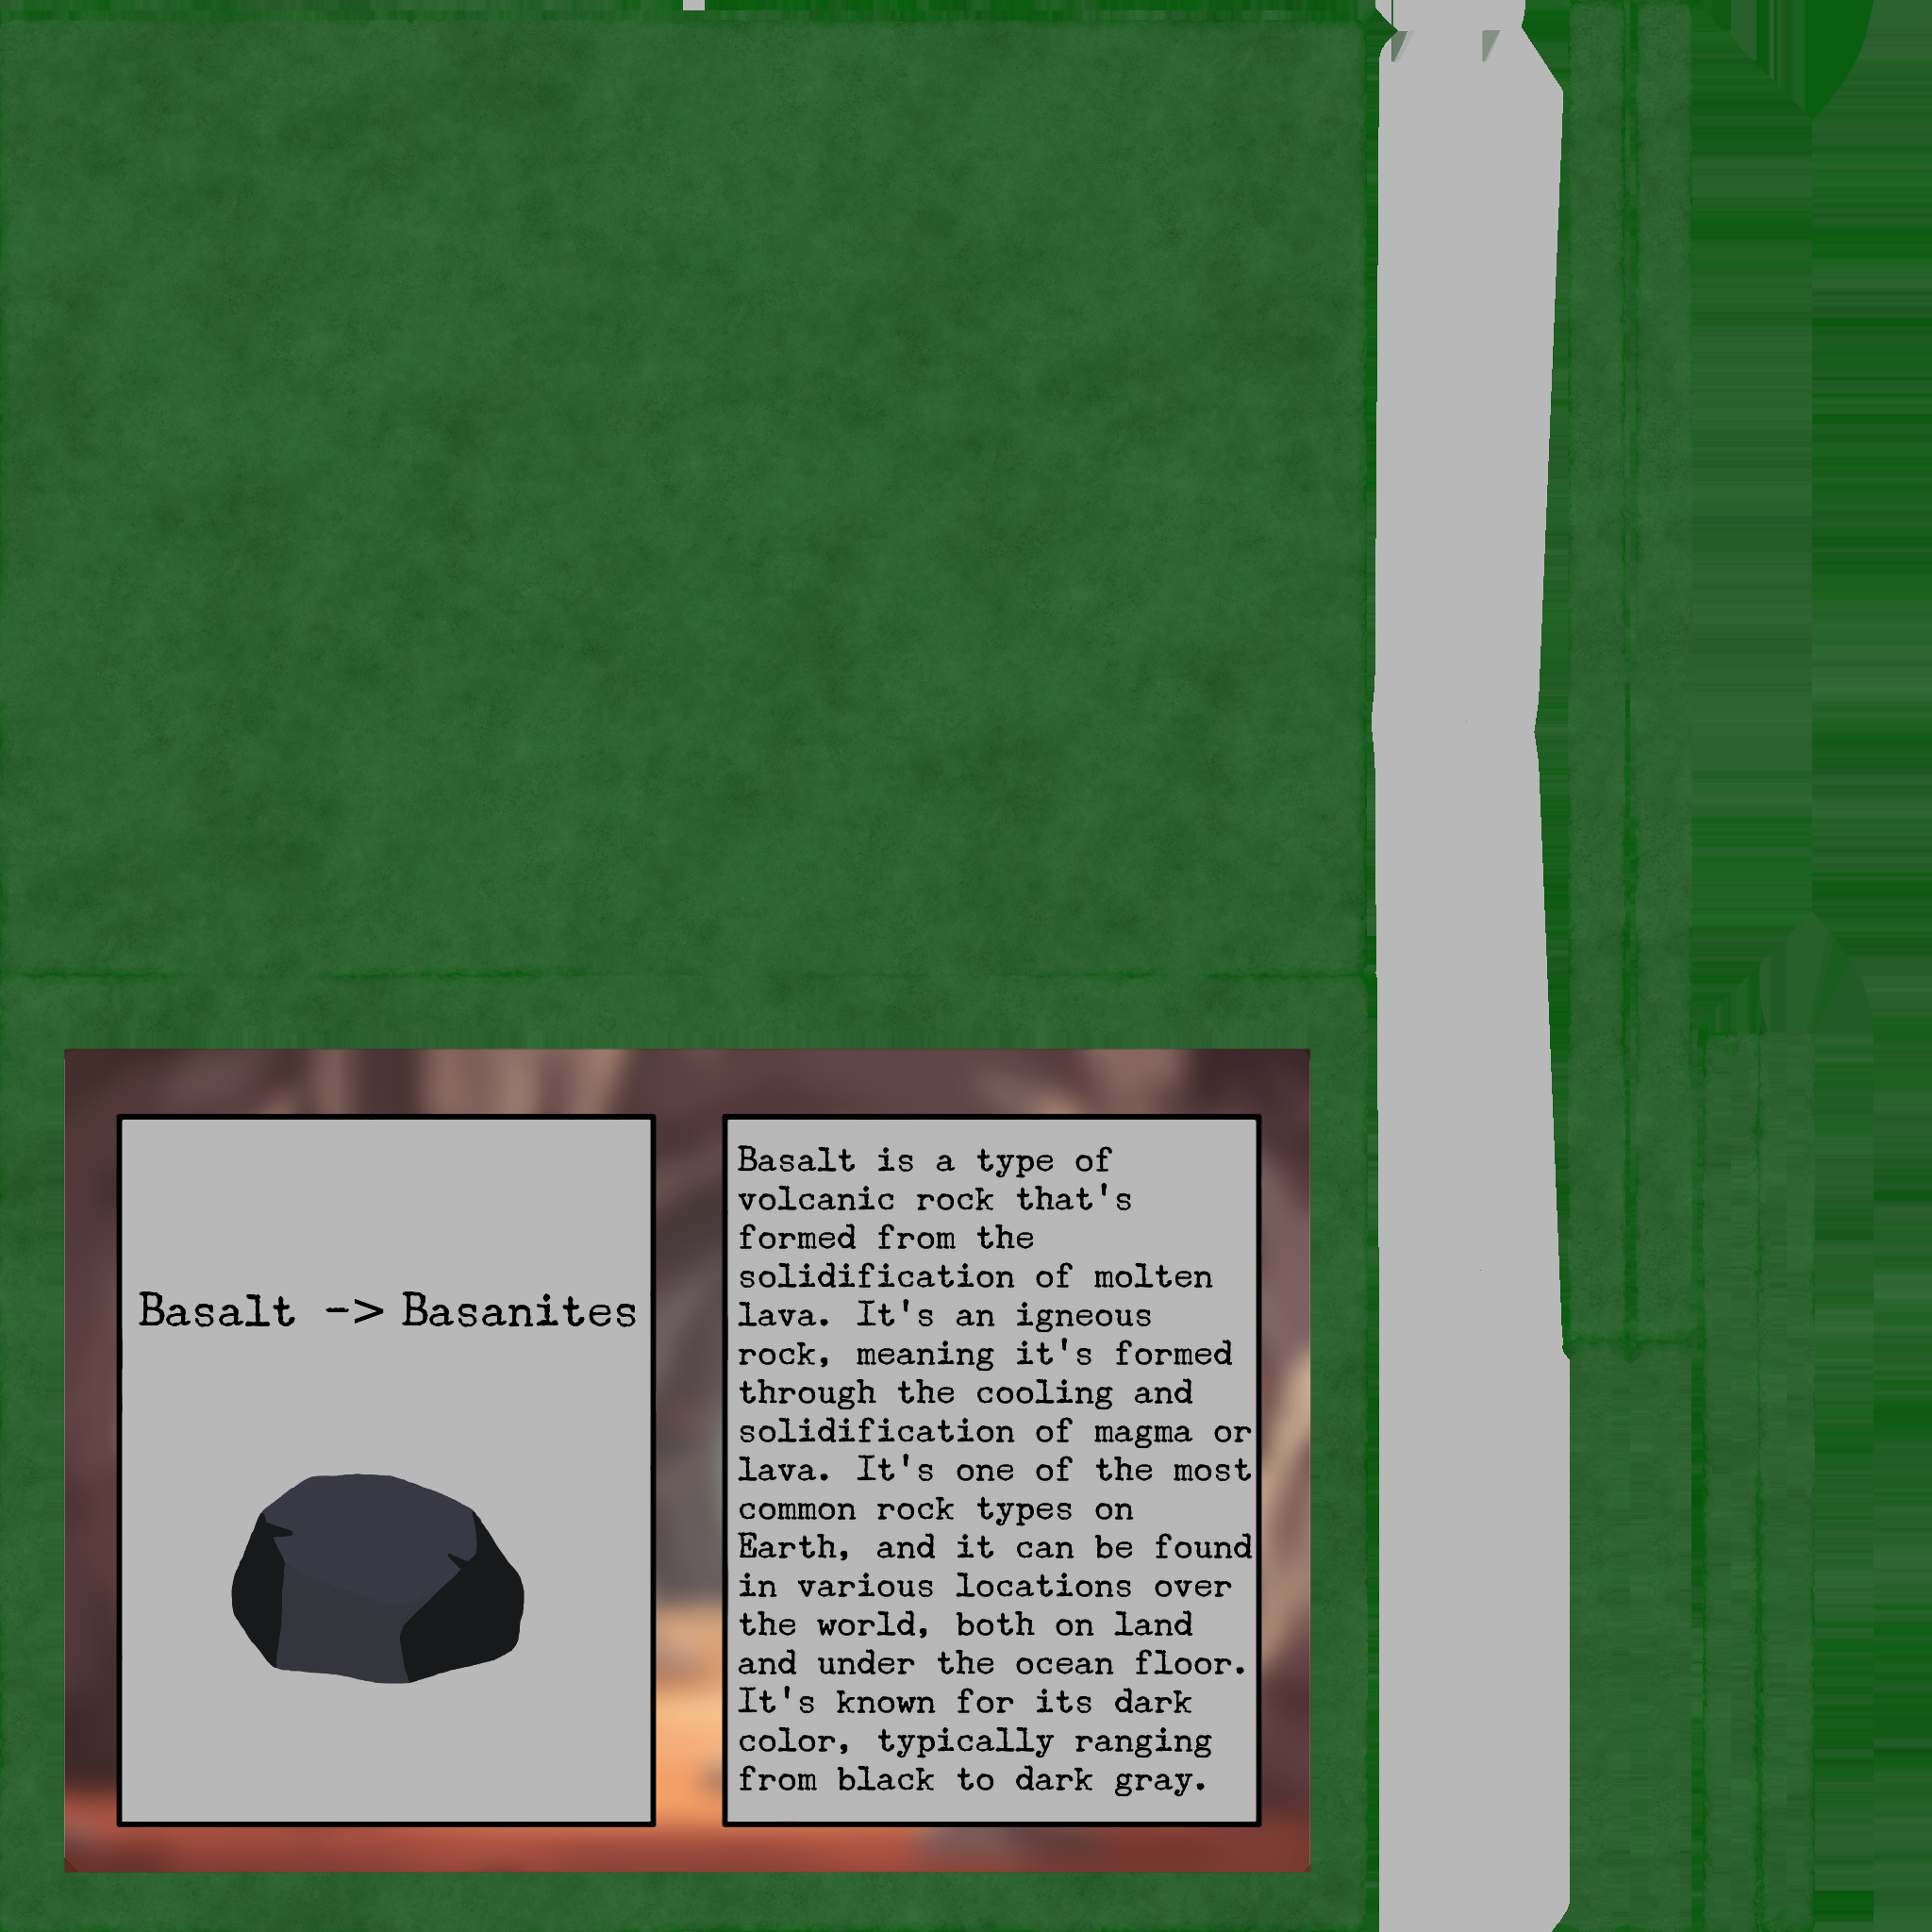 Basalt -> Basanites
Basalt is a type of
volcanic rock that's
formed from the
solidification of molten
lava. It's an igneous
rock, meaning it's formed
through the cooling and
solidification of magma or
lava. It's one of the most
common rock types on
Earth, and it can be found
in various locations over
the world, both on land
and under the ocean floor.
It's known for its dark
color, typically ranging
from black to dark gray.